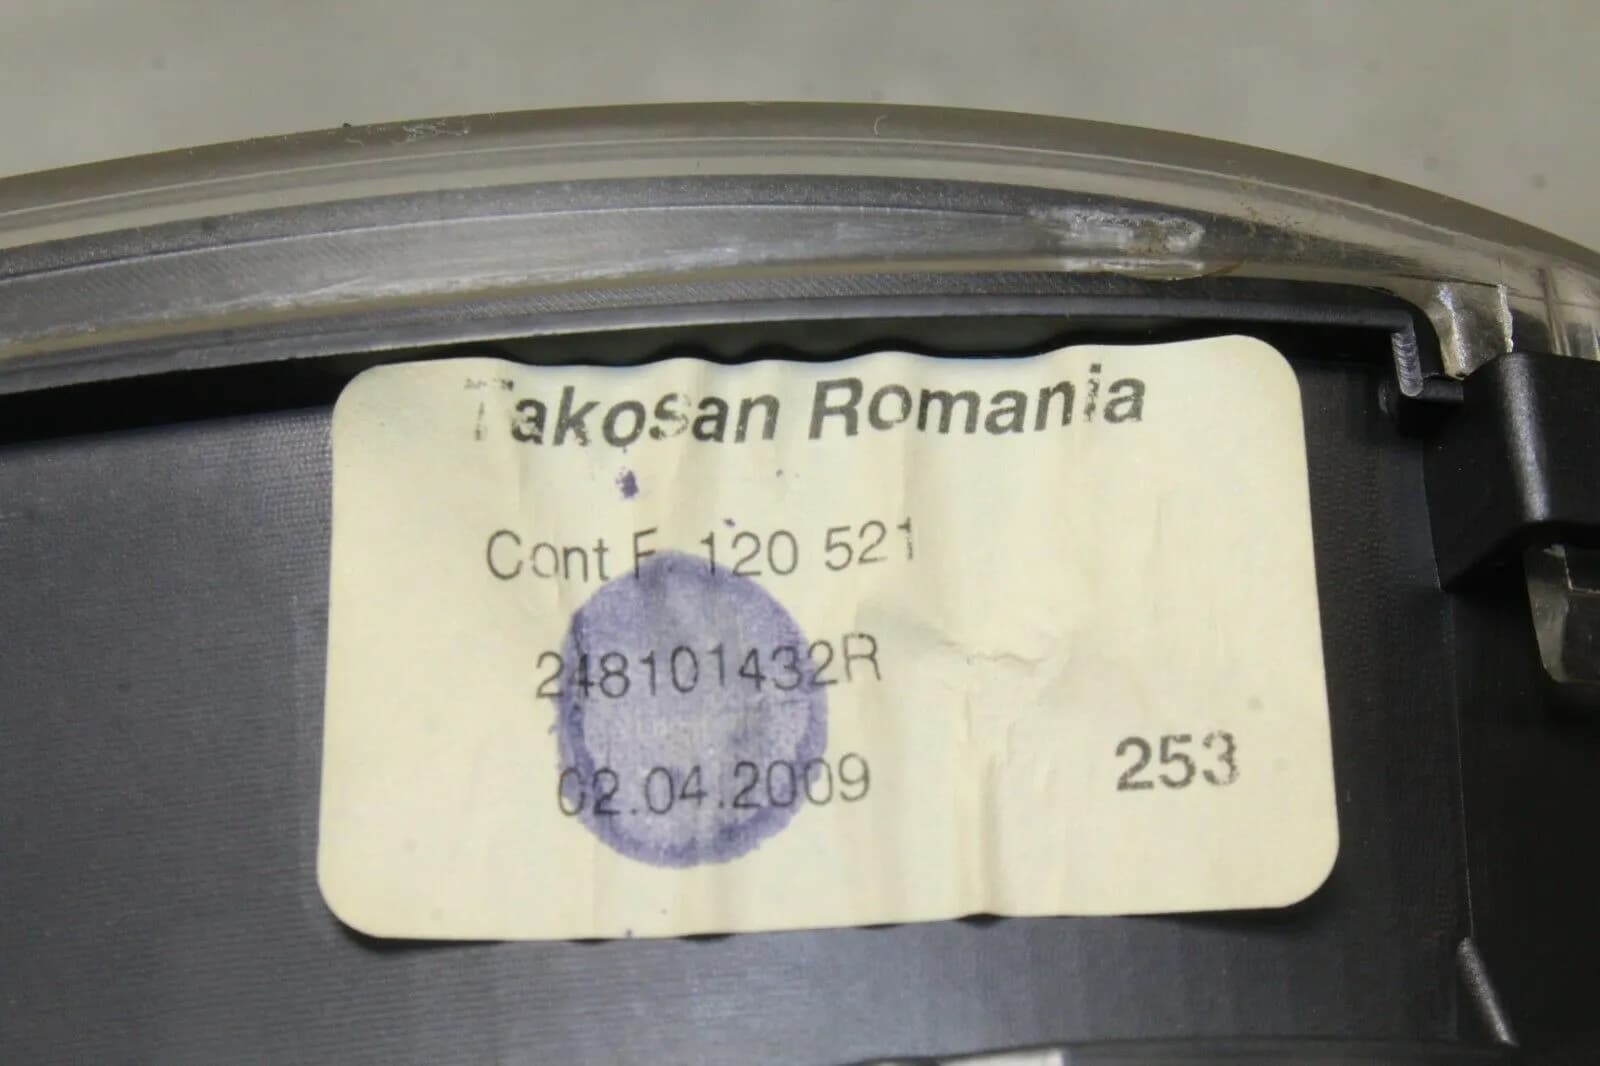 Takosan Romania
Cont F. 120 521
248101432R
02.04.2009
253